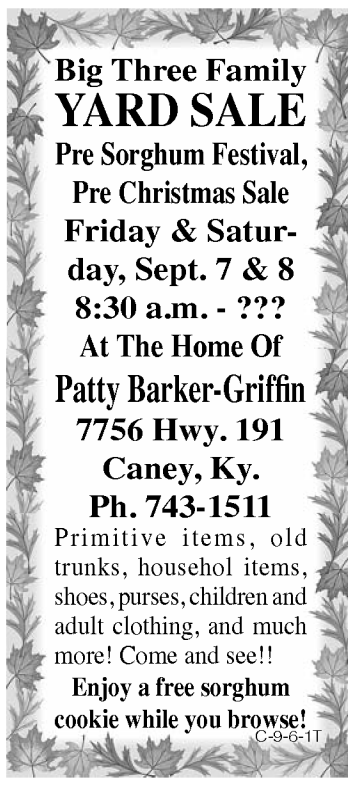 Big Three Family
YARD SALE
Pre Sorghum Festival,
Pre Christmas Sale
Friday & Satur-
day, Sept. 7 & 8
8:30 a.m. - ???
At The Home Of
Patty Barker-Griffin
7756 Hwy. 191
Caney, Ky.
Ph. 743-1511
Primitive items, old
trunks, househol items,
shoes, purses, children and
adult clothing, and much
more! Come and see!!
Enjoy a free sorghum
cookie while you browse!
C-9-6-1T